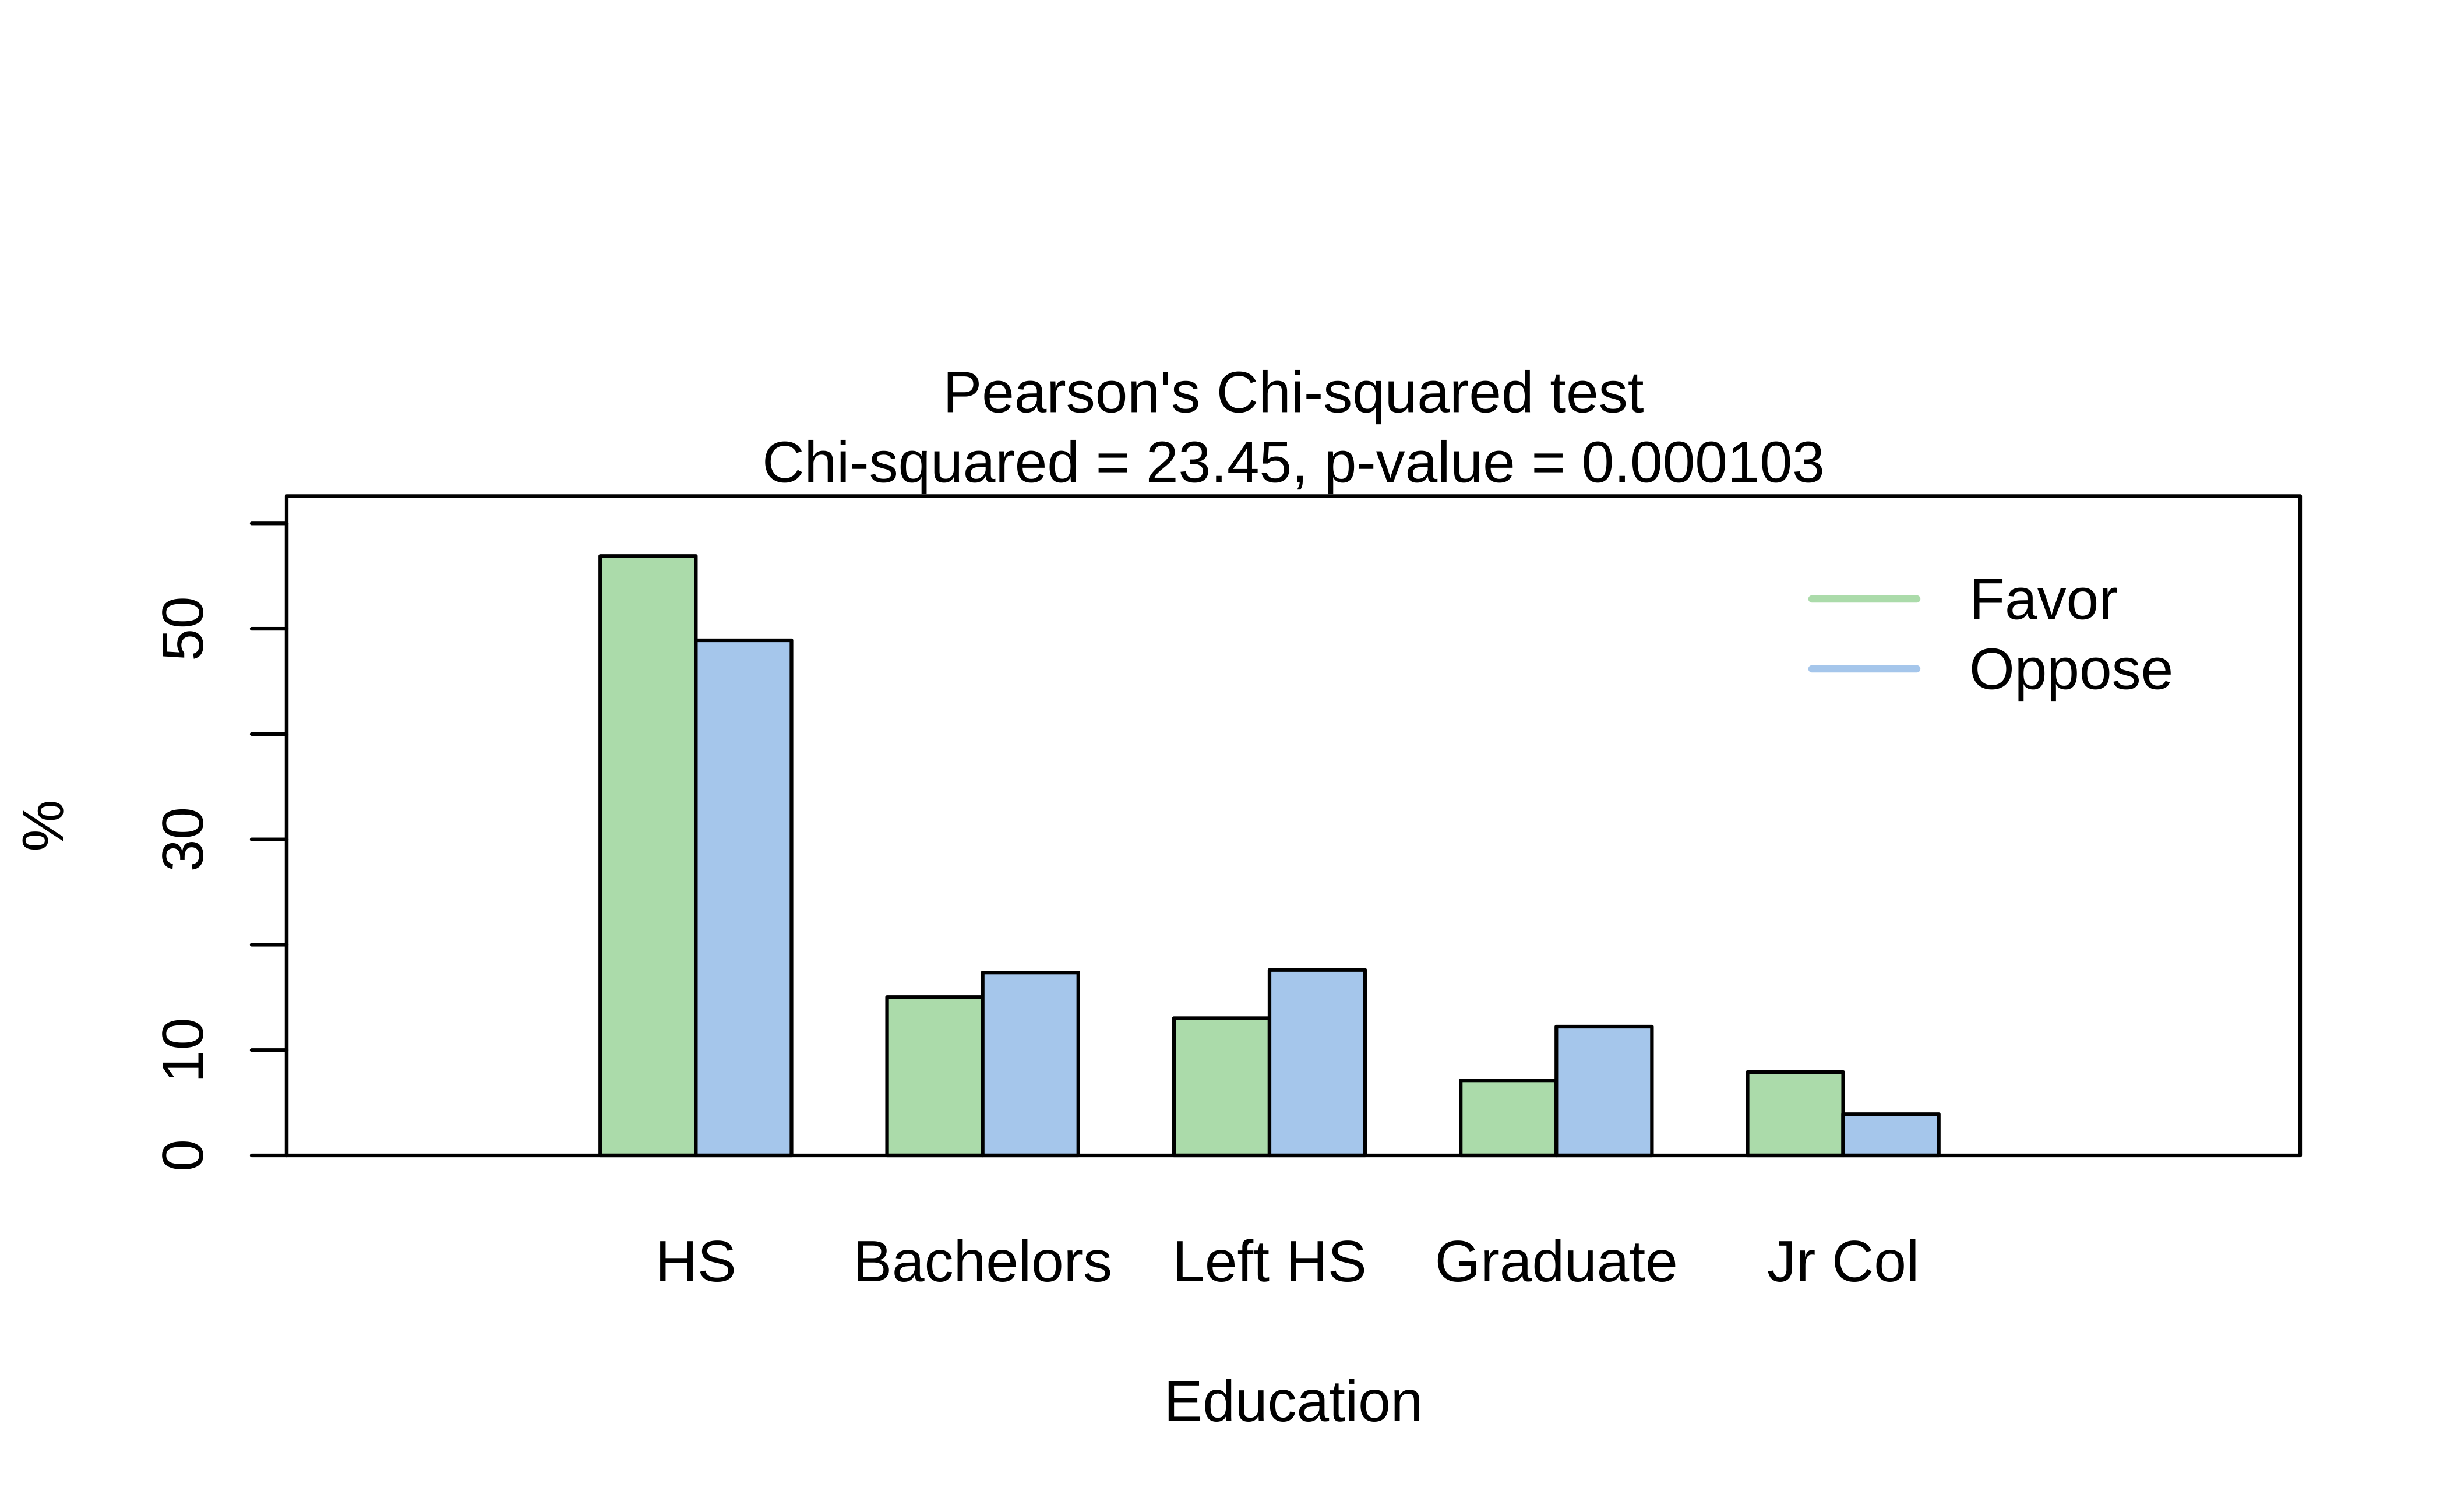 Pearson's Chi-squared test
Chi-squared = 23.45, p-value = 0.000103
Favor
Oppose
%
50
30
10
0
HS Bachelors Left HS Graduate Jr Col
Education